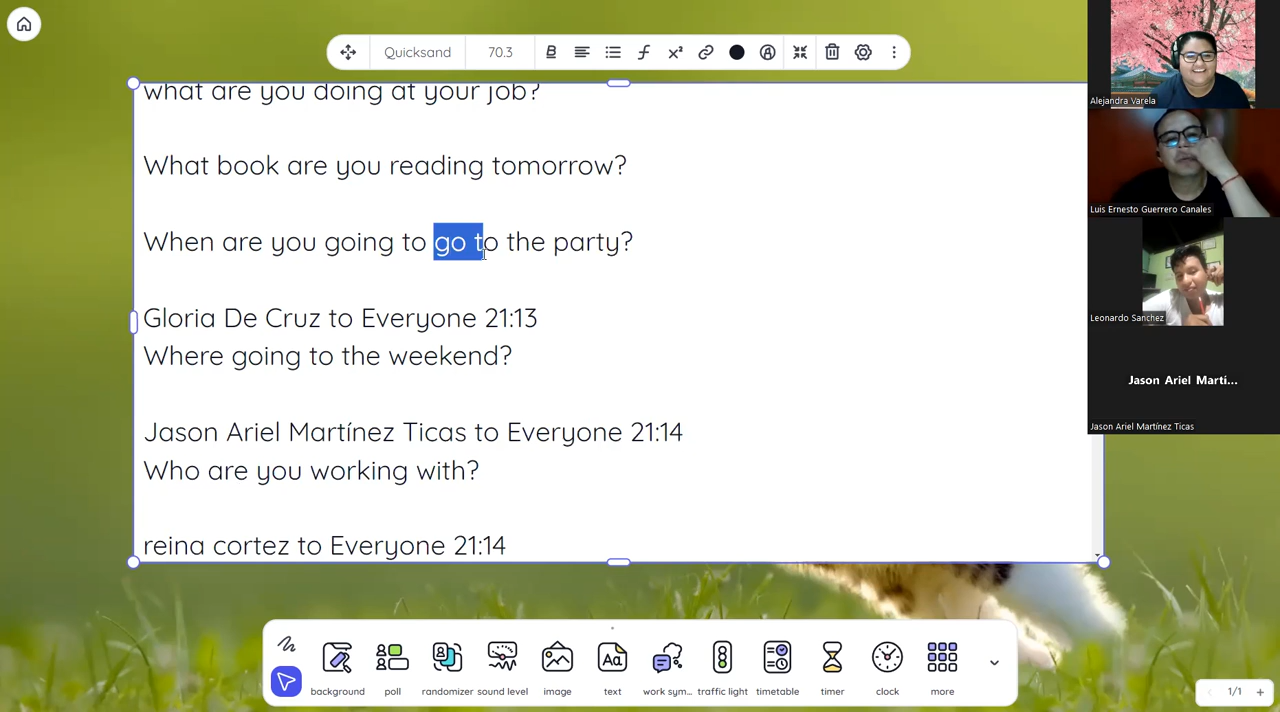 Quicksand
70.3
what are you doing at your job?
What book are you reading tomorrow?
When are you going to go to the party?
Gloria De Cruz to Everyone 21:13
Where going to the weekend?
Jason Ariel Martínez Ticas to Everyone 21:14
Who are you working with?
reina cortez to Everyone 21:14
Alejandra Varela
Luis Ernesto Guerrero Canales
Leonardo Sanchez
Jason Ariel Martí...
Jason Ariel Martínez Ticas
background
poll
randomizer
sound level
image
text
work sym...
traffic light
timetable
timer
clock
more
1/1